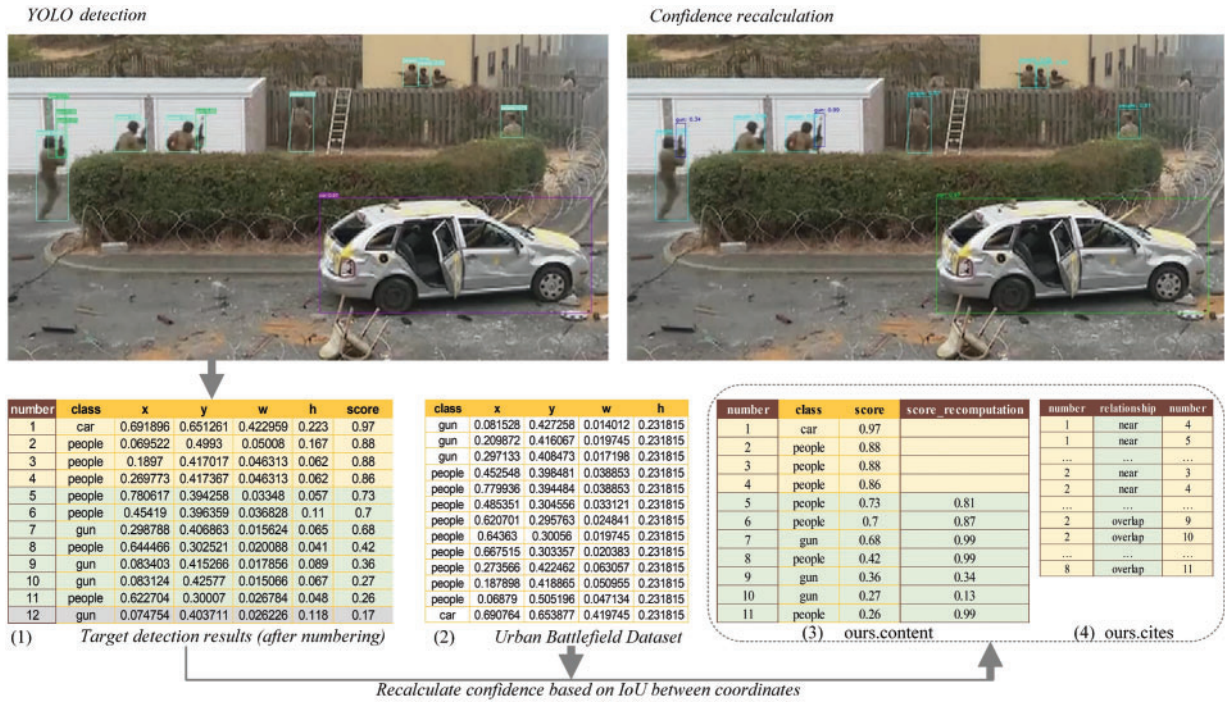 YOLO detection
Confidence recalculation
gun: 0.34
number class x y w h score
1 car 0.691896 0.651261 0.422959 0.223 0.97
2 people 0.069522 0.4993 0.05008 0.167 0.88
3 people 0.1897 0.417017 0.046313 0.062 0.88
4 people 0.269773 0.417367 0.046313 0.062 0.86
5 people 0.780617 0.394258 0.03348 0.057 0.73
6 people 0.45419 0.396359 0.036828 0.11 0.7
7 gun 0.298788 0.406863 0.015624 0.065 0.68
8 people 0.644466 0.302521 0.020088 0.041 0.42
9 gun 0.083403 0.415266 0.017856 0.089 0.36
10 gun 0.083124 0.42577 0.015066 0.067 0.27
11 people 0.622704 0.30007 0.026784 0.048 0.26
12 gun 0.074754 0.403711 0.026226 0.118 0.17
(1) Target detection results (after numbering)
class x y w h
gun 0.081528 0.427258 0.014012 0.231815
gun 0.209872 0.416067 0.019745 0.231815
gun 0.297133 0.408473 0.017198 0.231815
people 0.452548 0.398481 0.038853 0.231815
people 0.779936 0.394484 0.038853 0.231815
people 0.485351 0.304556 0.033121 0.231815
people 0.620701 0.295763 0.024841 0.231815
people 0.64363 0.30056 0.019745 0.231815
people 0.667515 0.303357 0.020383 0.231815
people 0.273566 0.422462 0.063057 0.231815
people 0.187898 0.418865 0.050955 0.231815
people 0.06879 0.505196 0.047134 0.231815
car 0.690764 0.653877 0.419745 0.231815
(2) Urban Battlefield Dataset
number class score score_recomputation
1 car 0.97
2 people 0.88
3 people 0.88
4 people 0.86
5 people 0.73 0.81
6 people 0.7 0.87
7 gun 0.68 0.99
8 people 0.42 0.99
9 gun 0.36 0.34
10 gun 0.27 0.13
11 people 0.26 0.99
(3) ours.content
number relationship number
1 near 4
1 near 5
... ... ...
2 near 3
2 near 4
... ... ...
2 overlap 9
2 overlap 10
... ... ...
8 overlap 11
(4) ours.cites
Recalculate confidence based on IoU between coordinates